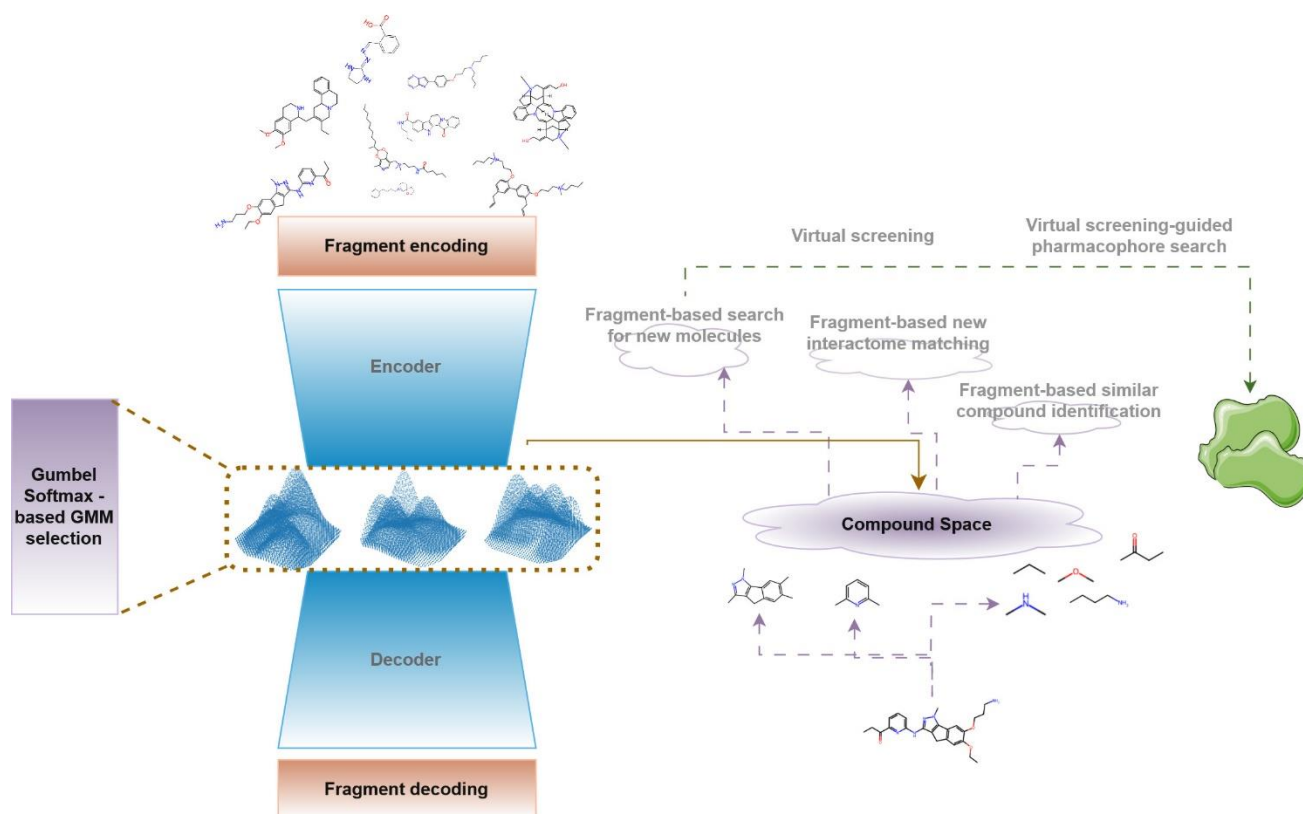 Fragment encoding
Virtual screening
Virtual screening-guided
pharmacophore search
Fragment-based search
for new molecules
Fragment-based new
interactome matching
Encoder
Fragment-based similar
compound identification
Gumbel
Softmax -
based GMM
selection
Compound Space
Decoder
Fragment decoding